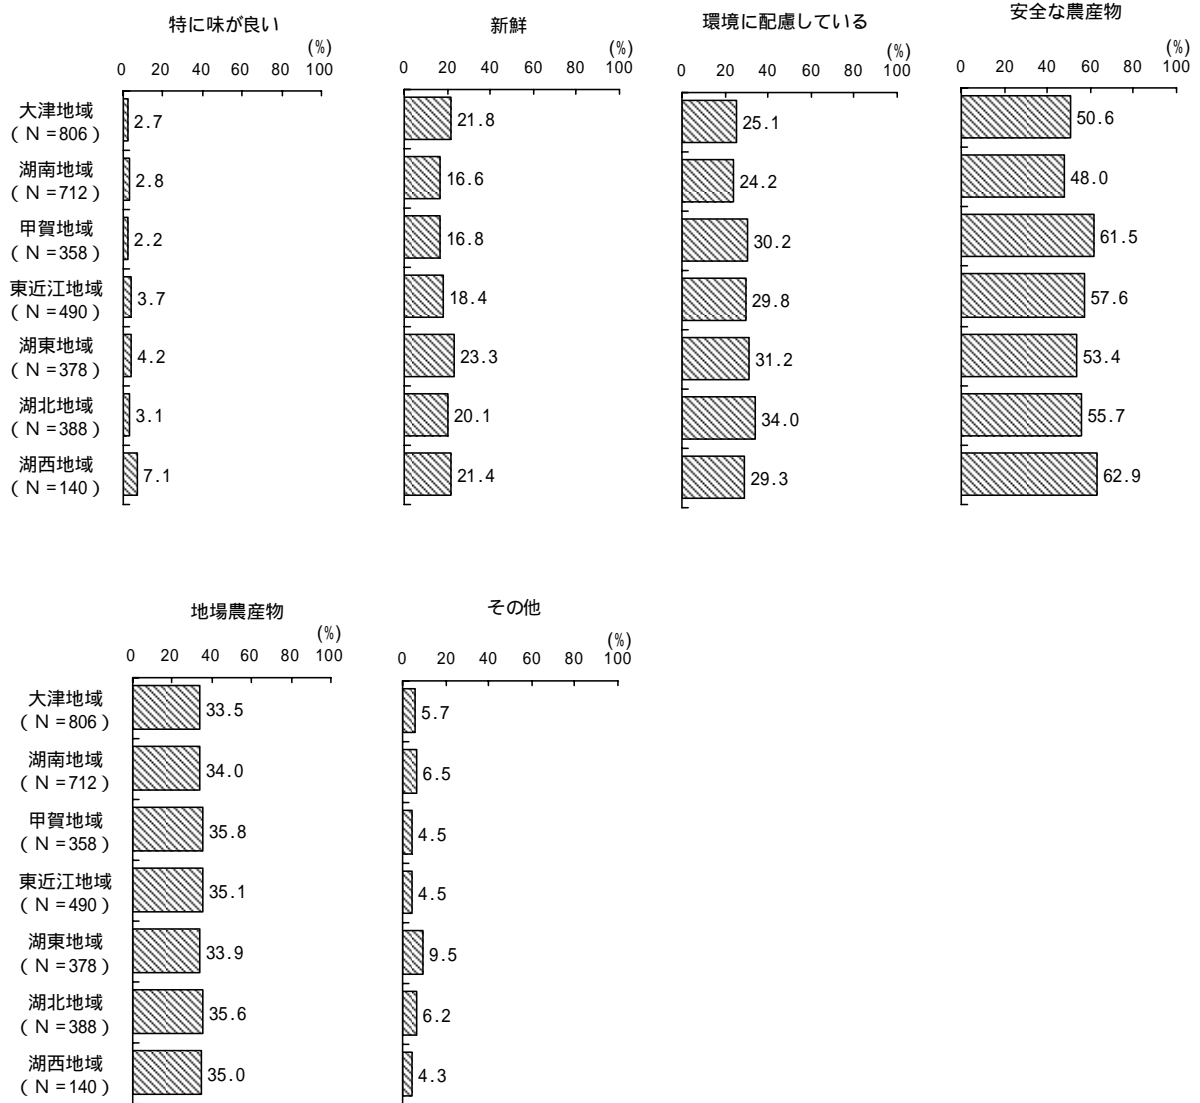 特に味が良い
(%)
0 20 40 60 80 100
大津地域
( N =806 )
2.7
湖南地域
( N =712 )
2.8
甲賀地域
( N =358 )
2.2
東近江地域
( N =490 )
3.7
湖東地域
( N =378 )
4.2
湖北地域
( N =388 )
3.1
湖西地域
( N =140 )
7.1
新鮮
(%)
0 20 40 60 80 100
21.8
16.6
16.8
18.4
23.3
20.1
21.4
環境に配慮している
(%)
0 20 40 60 80 100
25.1
24.2
30.2
29.8
31.2
34.0
29.3
安全な農産物
(%)
0 20 40 60 80 100
50.6
48.0
61.5
57.6
53.4
55.7
62.9
地場農産物
(%)
0 20 40 60 80 100
大津地域
( N =806 )
33.5
湖南地域
( N =712 )
34.0
甲賀地域
( N =358 )
35.8
東近江地域
( N =490 )
35.1
湖東地域
( N =378 )
33.9
湖北地域
( N =388 )
35.6
湖西地域
( N =140 )
35.0
その他
(%)
0 20 40 60 80 100
5.7
6.5
4.5
4.5
9.5
6.2
4.3